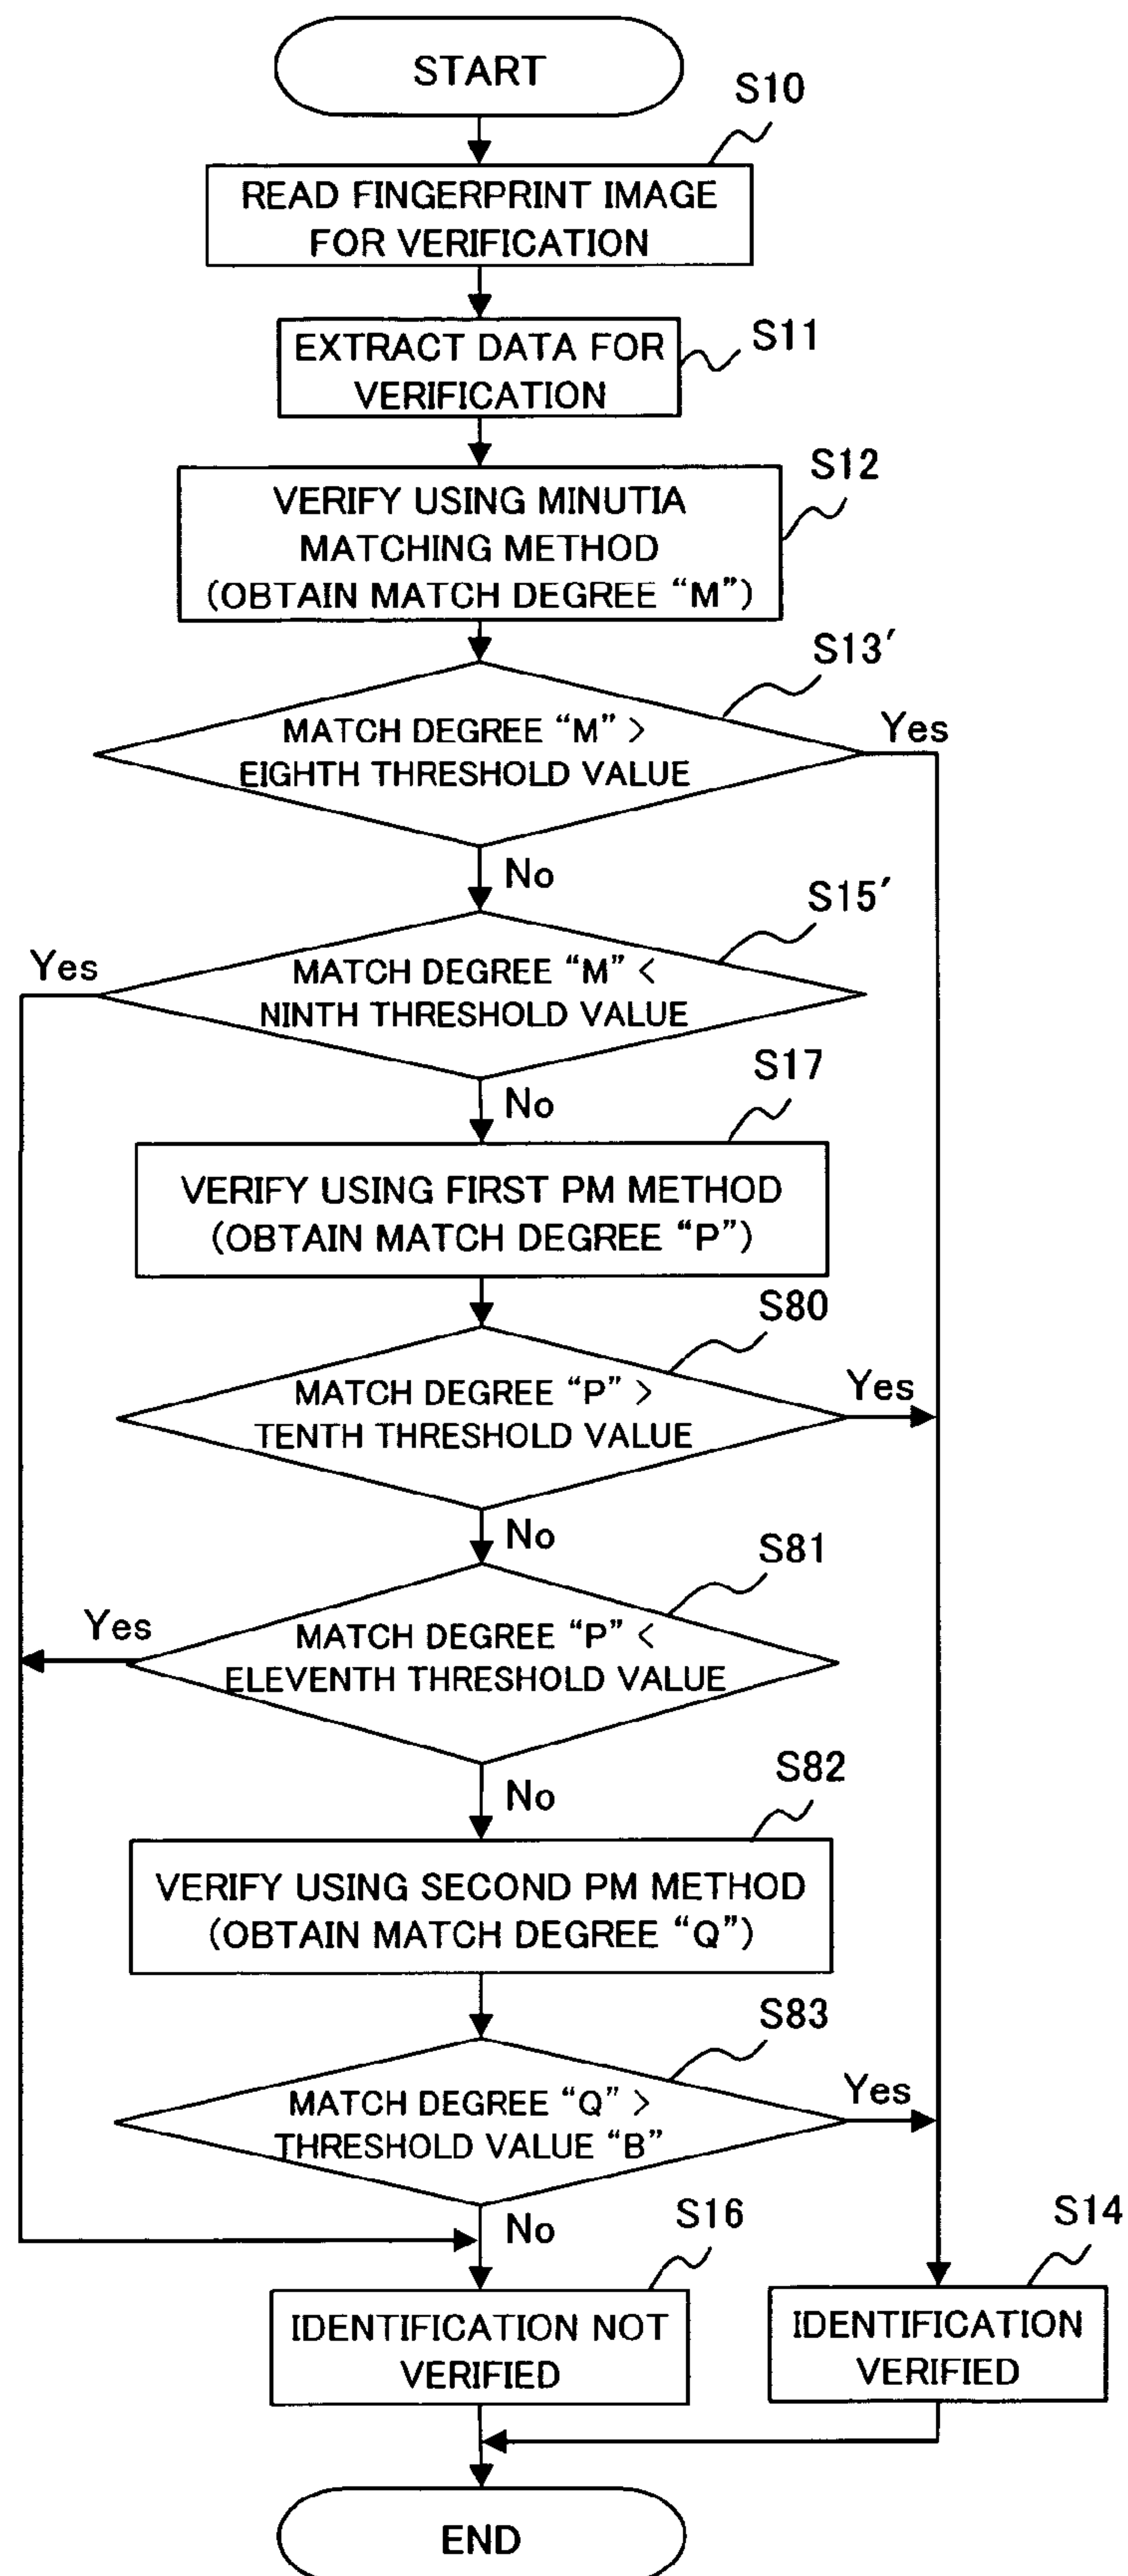 START
S10
READ FINGERPRINT IMAGE
FOR VERIFICATION
S11
EXTRACT DATA FOR
VERIFICATION
S12
VERIFY USING MINUTIA
MATCHING METHOD
(OBTAIN MATCH DEGREE “M”)
S13′
MATCH DEGREE “M” >
EIGHTH THRESHOLD VALUE
Yes
No
S15′
Yes
MATCH DEGREE “M” <
NINTH THRESHOLD VALUE
No
S17
VERIFY USING FIRST PM METHOD
(OBTAIN MATCH DEGREE “P”)
S80
MATCH DEGREE “P” >
TENTH THRESHOLD VALUE
Yes
No
S81
Yes
MATCH DEGREE “P” <
ELEVENTH THRESHOLD VALUE
No
S82
VERIFY USING SECOND PM METHOD
(OBTAIN MATCH DEGREE “Q”)
S83
MATCH DEGREE “Q” >
THRESHOLD VALUE “B”
Yes
No
S16
IDENTIFICATION NOT
VERIFIED
S14
IDENTIFICATION
VERIFIED
END